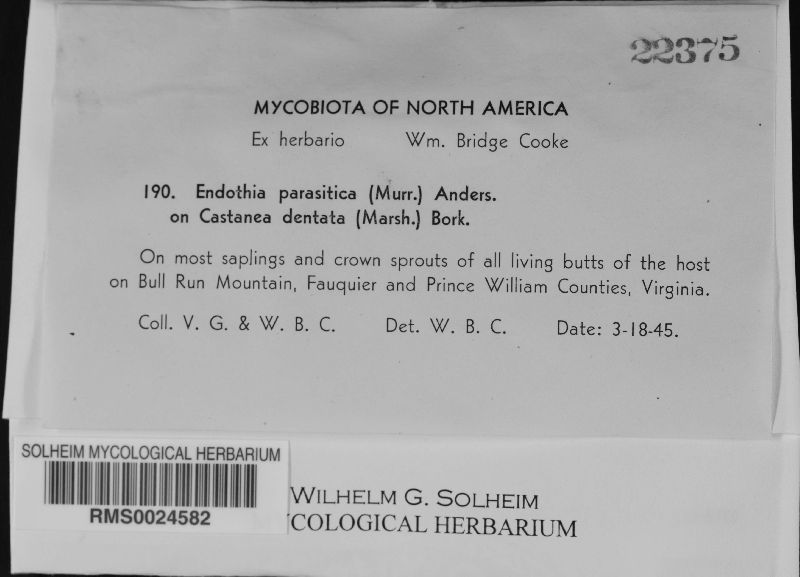 22375
MYCOBIOTA OF NORTH AMERICA
Ex herbario Wm. Bridge Cooke
190. Endothia parasitica (Murr.) Anders.
on Castanea dentata (Marsh.) Bork.
On most saplings and crown sprouts of all living butts of the host
on Bull Run Mountain, Fauquier and Prince William Counties, Virginia.
Coll. V. G. & W. B. C. Det. W. B. C. Date: 3-18-45.
SOLHEIM MYCOLOGICAL HERBARIUM
RMS0024582
WILHELM G. SOLHEIM
YCOLOGICAL HERBARIUM